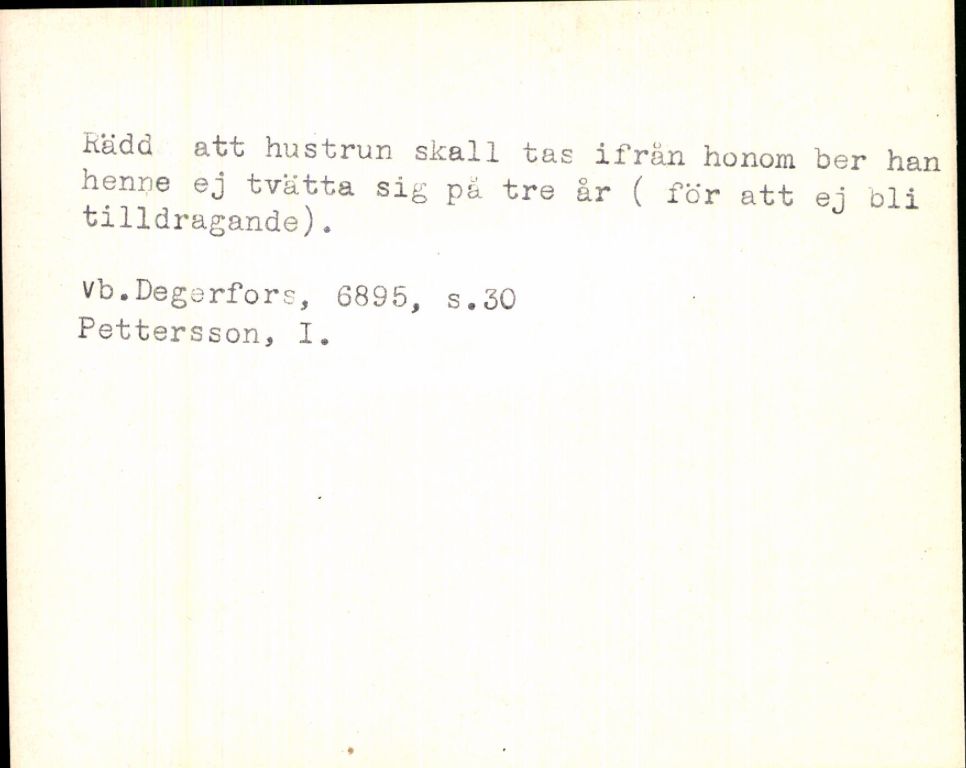 Rädd att hustrun skall tas ifrån honom ber han
henne ej tvätta sig på tre år ( för att ej bli
tilldragande).
Vb.Degerfors, 6895, s.30
Pettersson, I.